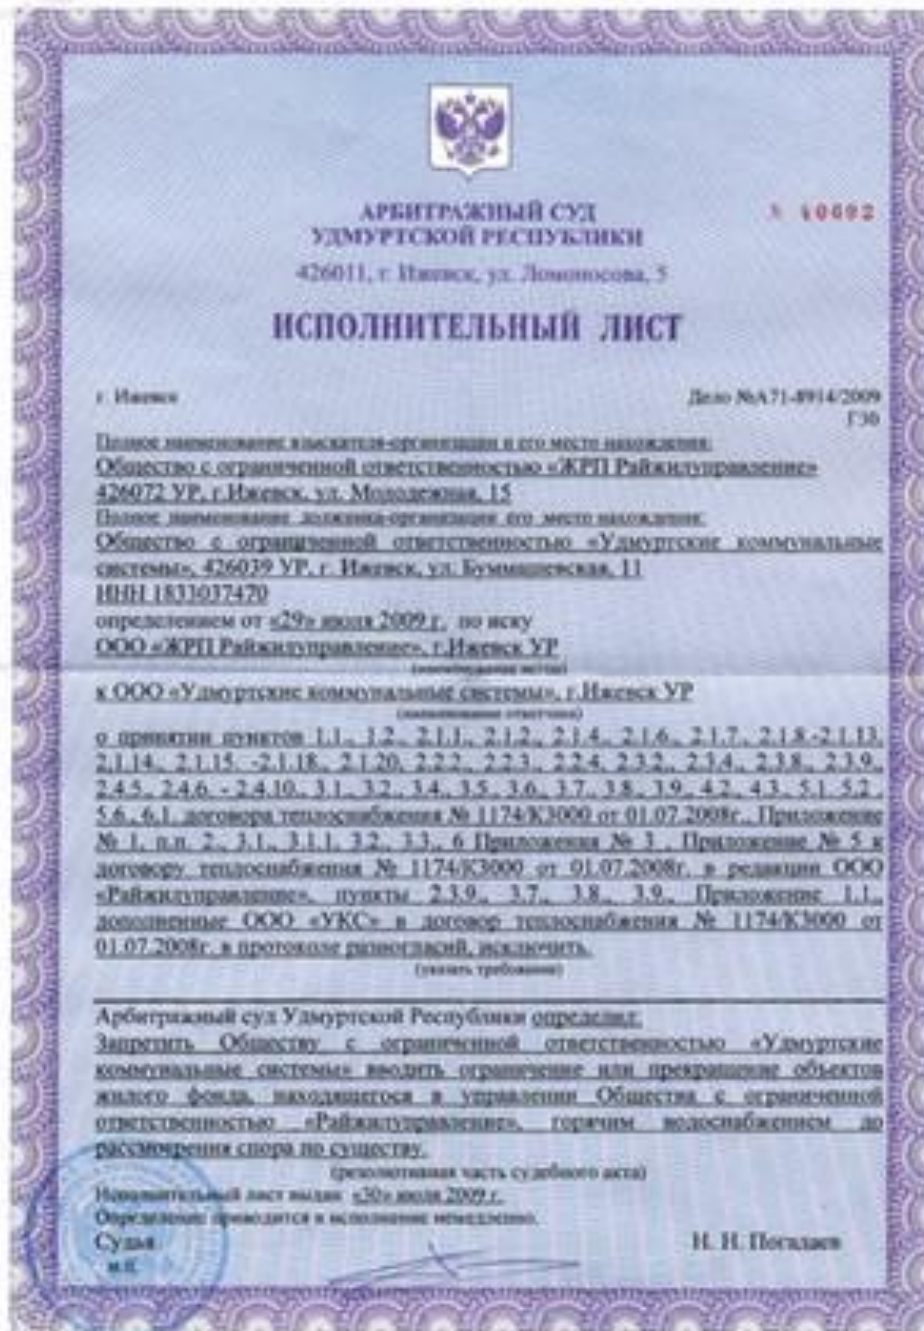 АРБИТРАЖНЫЙ СУД
УДМУРТСКОЙ РЕСПУБЛИКИ
№ 40692
426011, г. Ижевск, ул. Ломоносова, 5
ИСПОЛНИТЕЛЬНЫЙ ЛИСТ
г. Ижевск
Дело №А71-8914/2009
Г30
Полное наименование взыскателя-организации и его место нахождения:
Общество с ограниченной ответственностью «ЖРП Райжилуправление»
426072 УР, г.Ижевск, ул. Молодежная, 15
Полное наименование должника-организации его место нахождения:
Общество с ограниченной ответственностью «Удмуртские коммунальные
системы», 426039 УР, г. Ижевск, ул. Буммашевская, 11
ИНН 1833037470
определением от «29» июля 2009 г. по иску
ООО «ЖРП Райжилуправление», г.Ижевск УР
(наименование истца)
к ООО «Удмуртские коммунальные системы», г.Ижевск УР
(наименование ответчика)
о принятии пунктов 1.1., 1.2., 2.1.1., 2.1.2., 2.1.4., 2.1.6., 2.1.7., 2.1.8.-2.1.13,
2.1.14., 2.1.15. -2.1.18., 2.1.20, 2.2.2., 2.2.3., 2.2.4, 2.3.2., 2.3.4., 2.3.8., 2.3.9.,
2.4.5., 2.4.6. - 2.4.10., 3.1., 3.2., 3.4., 3.5., 3.6., 3.7., 3.8., 3.9., 4.2., 4.3., 5.1, 5.2.,
5.6., 6.1. договора теплоснабжения № 1174/К3000 от 01.07.2008г., Приложение
№ 1, п.п. 2., 3.1., 3.1.1, 3.2., 3.3., 6 Приложения № 3 , Приложение № 5 к
договору теплоснабжения № 1174/К3000 от 01.07.2008г. в редакции ООО
«Райжилуправление», пункты 2.3.9., 3.7., 3.8., 3.9., Приложение 1.1.,
дополненные ООО «УКС» в договор теплоснабжения № 1174/К3000 от
01.07.2008г. в протоколе разногласий, исключить.
(указать требования)
Арбитражный суд Удмуртской Республики определил:
Запретить Обществу с ограниченной ответственностью «Удмуртские
коммунальные системы» вводить ограничение или прекращение объектов
жилого фонда, находящегося в управлении Общества с ограниченной
ответственностью «Райжилуправление», горячим водоснабжением до
рассмотрения спора по существу.
(резолютивная часть судебного акта)
Исполнительный лист выдан «30» июля 2009 г.
Определение приводится в исполнение немедленно.
Судья
Н. Н. Погадаев
м.п.